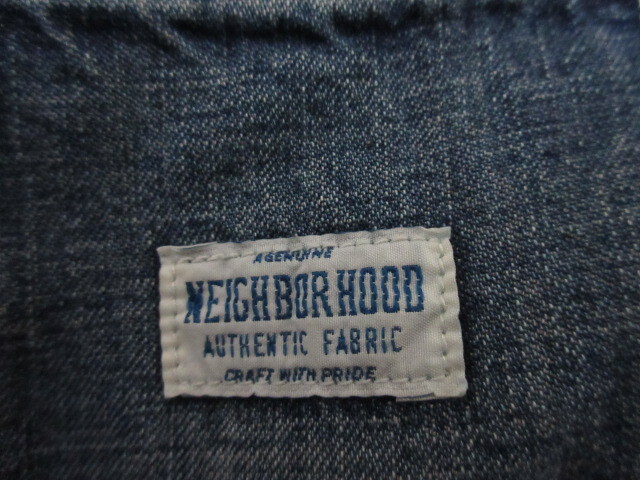 A GENUINE
NEIGHBORHOOD
AUTHENTIC FABRIC
CRAFT WITH PRIDE